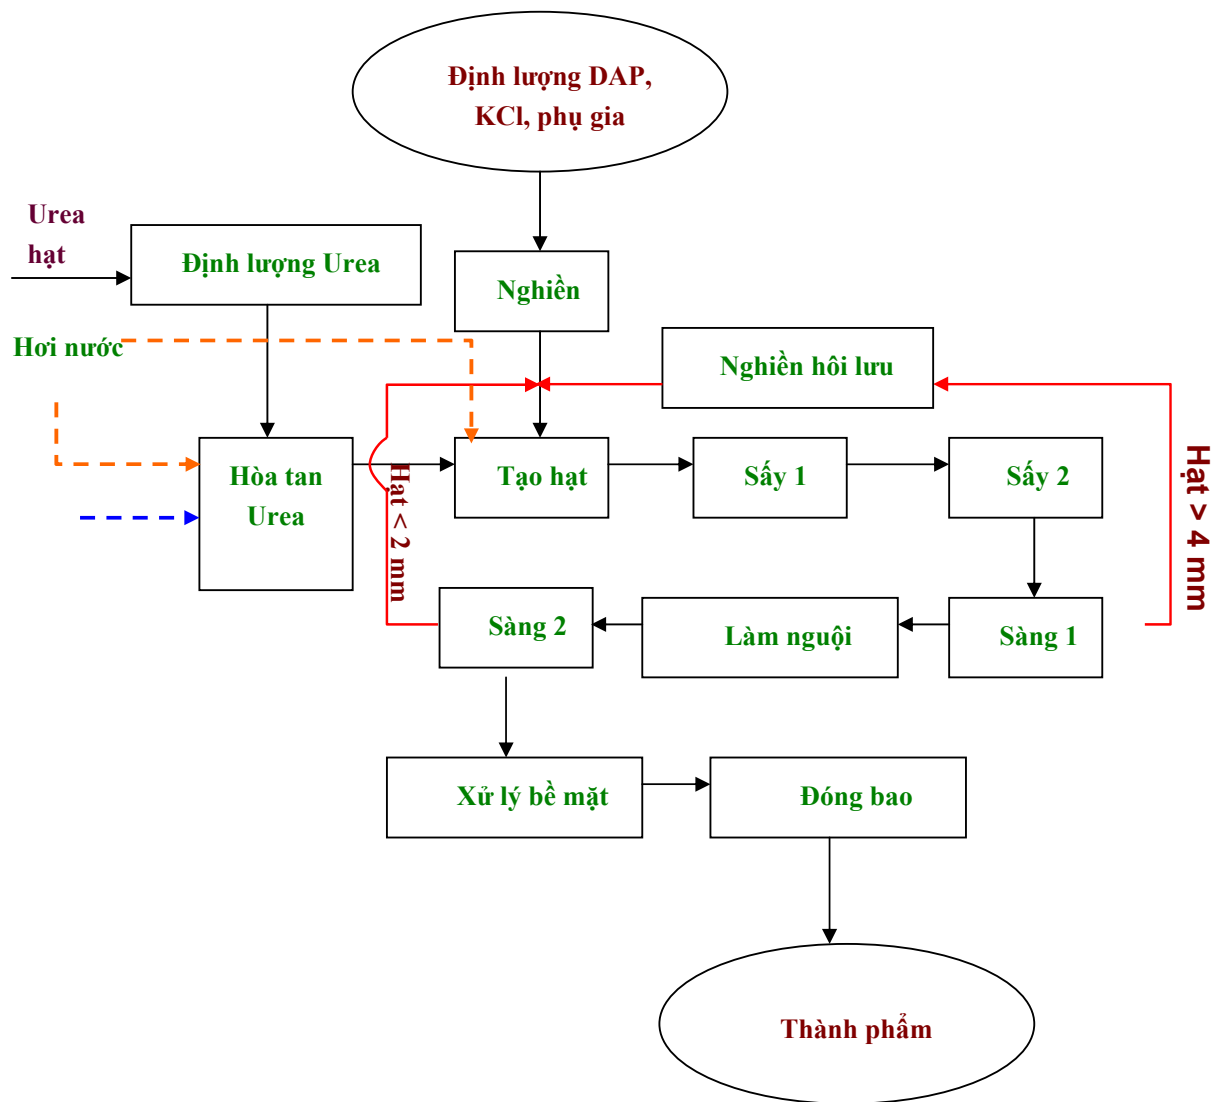 Định lượng DAP,
KCl, phụ gia
Urea
hạt
Định lượng Urea
Nghiền
Hơi nước
Nghiền hôi lưu
Hòa tan
Urea
Hạt < 2 mm
Tạo hạt
Sấy 1
Sấy 2
Hạt > 4 mm
Sàng 2
Làm nguội
Sàng 1
Xử lý bề mặt
Đóng bao
Thành phẩm